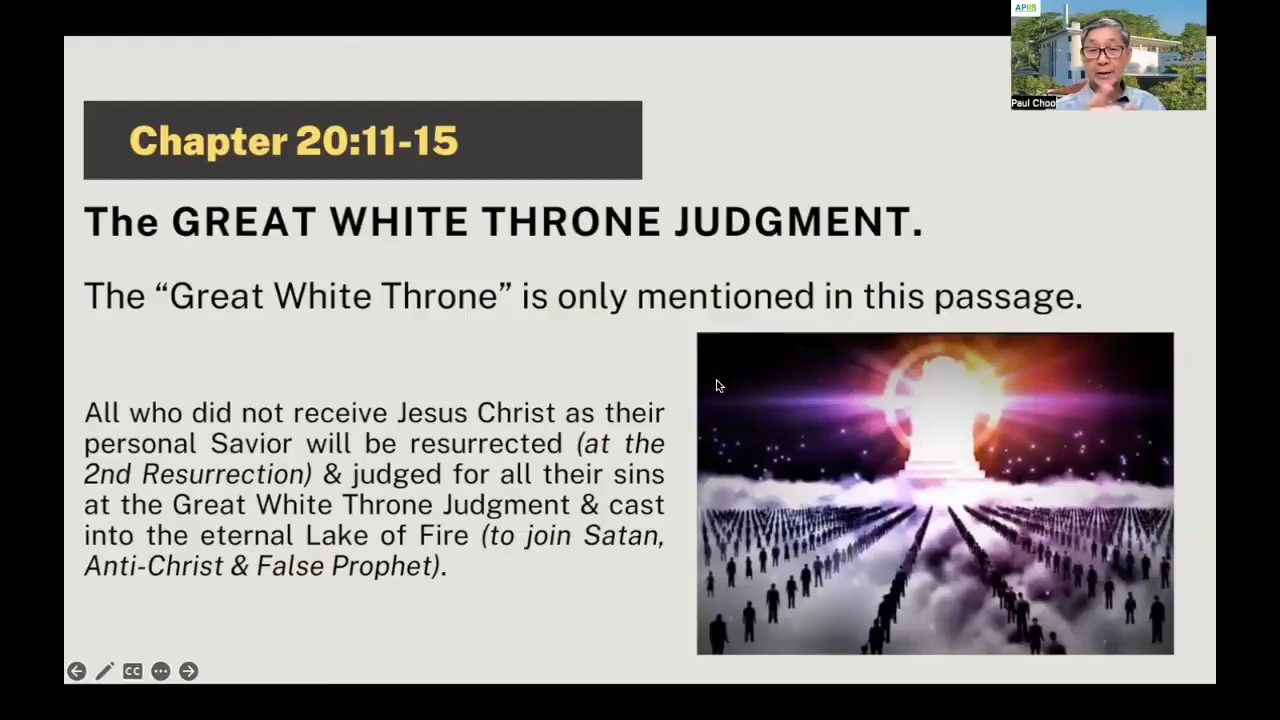 APIIS
Paul Choo
Chapter 20:11-15
The GREAT WHITE THRONE JUDGMENT.
The “Great White Throne” is only mentioned in this passage.
All who did not receive Jesus Christ as their
personal Savior will be resurrected (at the
2nd Resurrection) & judged for all their sins
at the Great White Throne Judgment & cast
into the eternal Lake of Fire (to join Satan,
Anti-Christ & False Prophet).
CC